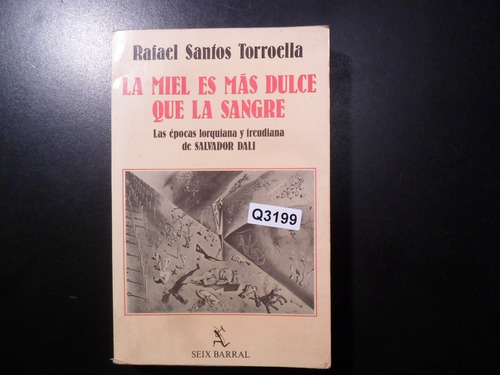 Rafael Santos Torroella
LA MIEL ES MÁS DULCE
QUE LA SANGRE
Las épocas lorquiana y freudiana
de SALVADOR DALI
Q3199
SEIX BARRAL